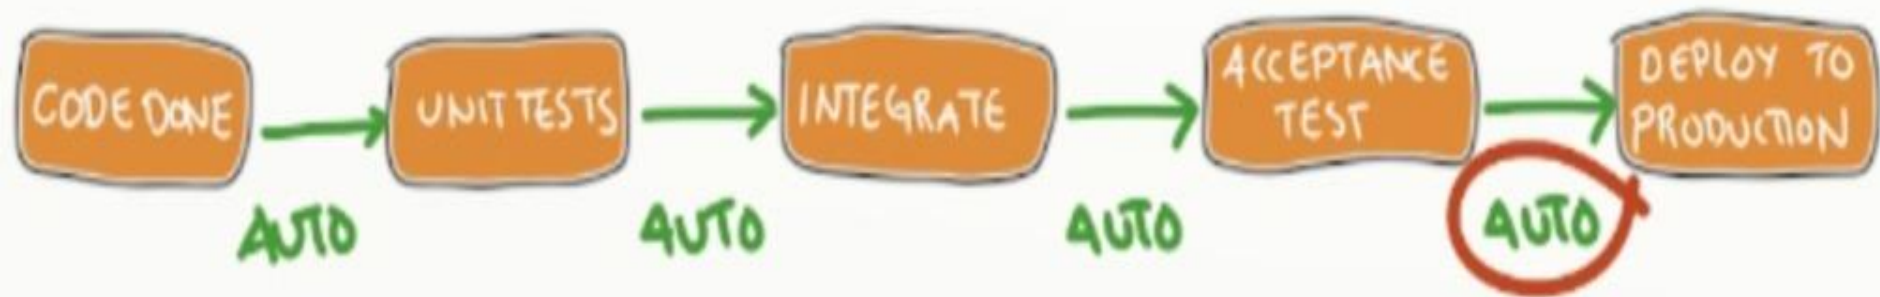 CODE DONE
UNIT TESTS
INTEGRATE
ACCEPTANCE
TEST
DEPLOY TO
PRODUCTION
AUTO
AUTO
AUTO
AUTO